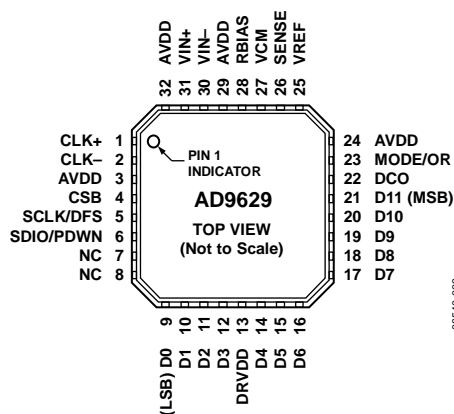 32 AVDD
31 VIN+
30 VIN–
29 AVDD
28 RBIAS
27 VCM
26 SENSE
25 VREF
CLK+ 1
CLK– 2
AVDD 3
CSB 4
SCLK/DFS 5
SDIO/PDWN 6
NC 7
NC 8
PIN 1
INDICATOR
AD9629
TOP VIEW
(Not to Scale)
24 AVDD
23 MODE/OR
22 DCO
21 D11 (MSB)
20 D10
19 D9
18 D8
17 D7
(LSB) D0 9
D1 10
D2 11
D3 12
DRVDD 13
D4 14
D5 15
D6 16